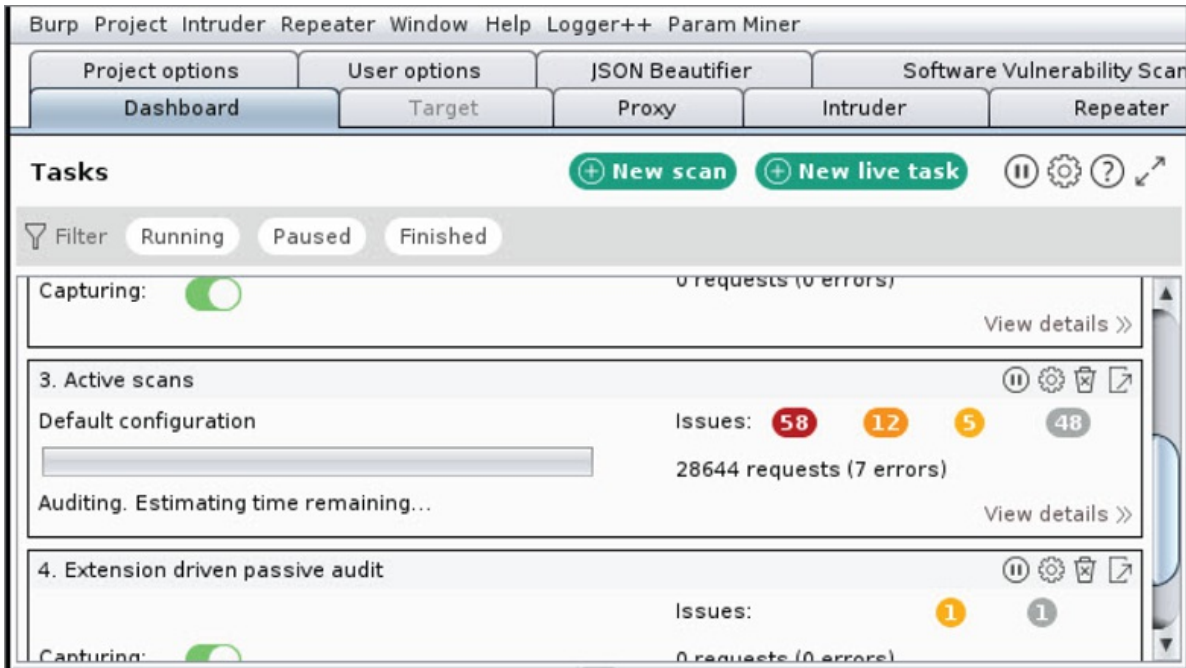 Burp Project Intruder Repeater Window Help Logger++ Param Miner
Project options User options JSON Beautifier Software Vulnerability Scan
Dashboard Target Proxy Intruder Repeater
Tasks New scan New live task
Filter Running Paused Finished
Capturing: 0 requests (0 errors)
View details
3. Active scans
Default configuration Issues: 58 12 5 48
28644 requests (7 errors)
Auditing. Estimating time remaining...
View details
4. Extension driven passive audit
Issues: 1 1
Capturing: 0 requests (0 errors)